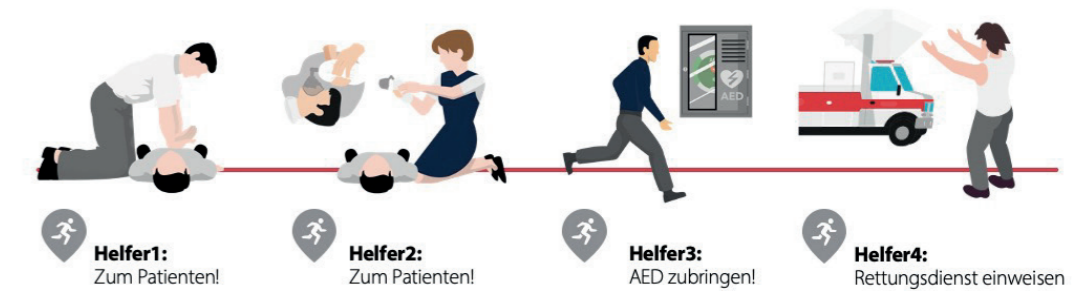 AED
Helfer1:
Zum Patienten!
Helfer2:
Zum Patienten!
Helfer3:
AED zubringen!
Helfer4:
Rettungsdienst einweisen